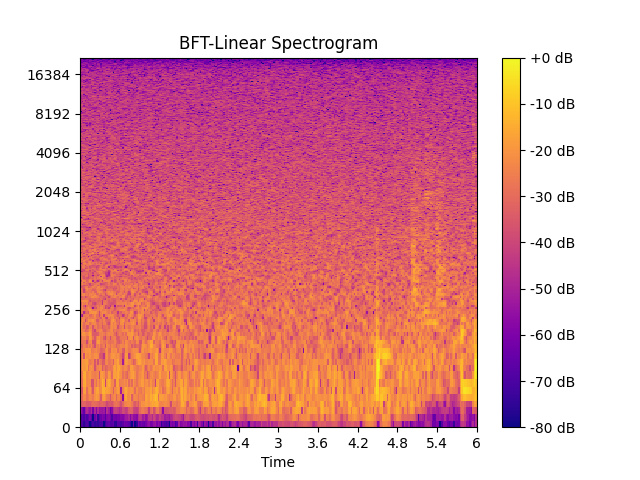 BFT-Linear Spectrogram
16384
8192
4096
2048
1024
512
256
128
64
0
0 0.6 1.2 1.8 2.4 3 3.6 4.2 4.8 5.4 6
Time
+0 dB
-10 dB
-20 dB
-30 dB
-40 dB
-50 dB
-60 dB
-70 dB
-80 dB